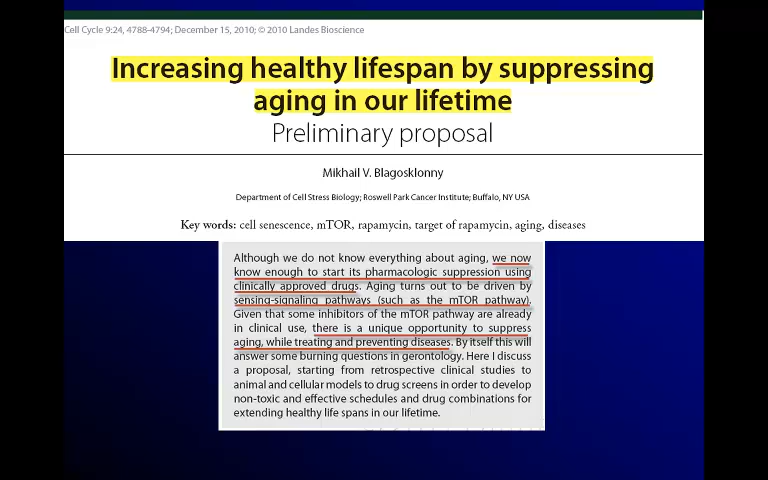 Cell Cycle 9:24, 4788-4794; December 15, 2010; © 2010 Landes Bioscience
Increasing healthy lifespan by suppressing
aging in our lifetime
Preliminary proposal
Mikhail V. Blagosklonny
Department of Cell Stress Biology; Roswell Park Cancer Institute; Buffalo, NY USA
Key words: cell senescence, mTOR, rapamycin, target of rapamycin, aging, diseases
Although we do not know everything about aging, we now
know enough to start its pharmacologic suppression using
clinically approved drugs. Aging turns out to be driven by
sensing-signaling pathways (such as the mTOR pathway).
Given that some inhibitors of the mTOR pathway are already
in clinical use, there is a unique opportunity to suppress
aging, while treating and preventing diseases. By itself this will
answer some burning questions in gerontology. Here I discuss
a proposal, starting from retrospective clinical studies to
animal and cellular models to drug screens in order to develop
non-toxic and effective schedules and drug combinations for
extending healthy life spans in our lifetime.